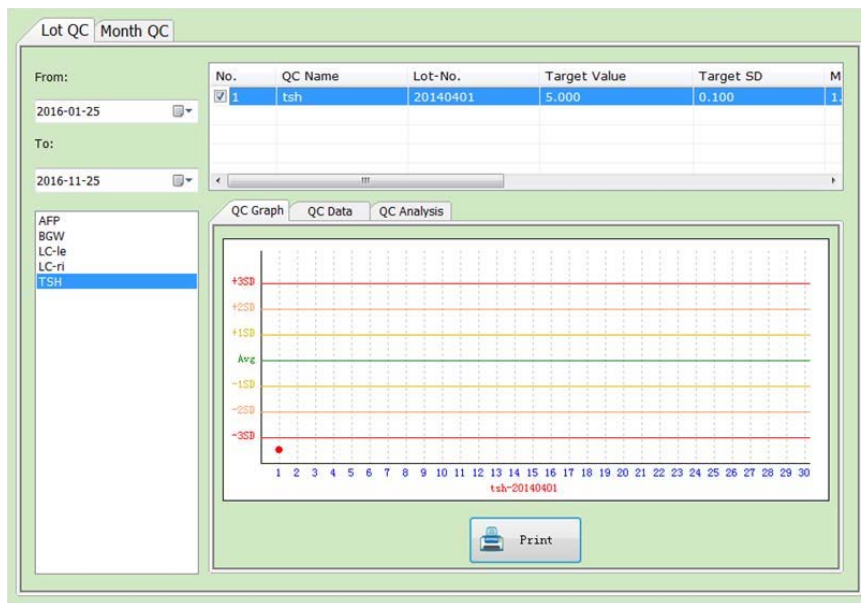 Lot QC Month QC
From:
2016-01-25
To:
2016-11-25
AFP
BGW
LC-le
LC-ri
TSH
No. QC Name Lot-No. Target Value Target SD M
1 tsh 20140401 5.000 0.100 1.
QC Graph QC Data QC Analysis
+3SD
+2SD
+1SD
Avg
-1SD
-2SD
-3SD
1 2 3 4 5 6 7 8 9 10 11 12 13 14 15 16 17 18 19 20 21 22 23 24 25 26 27 28 29 30
tsh-20140401
Print